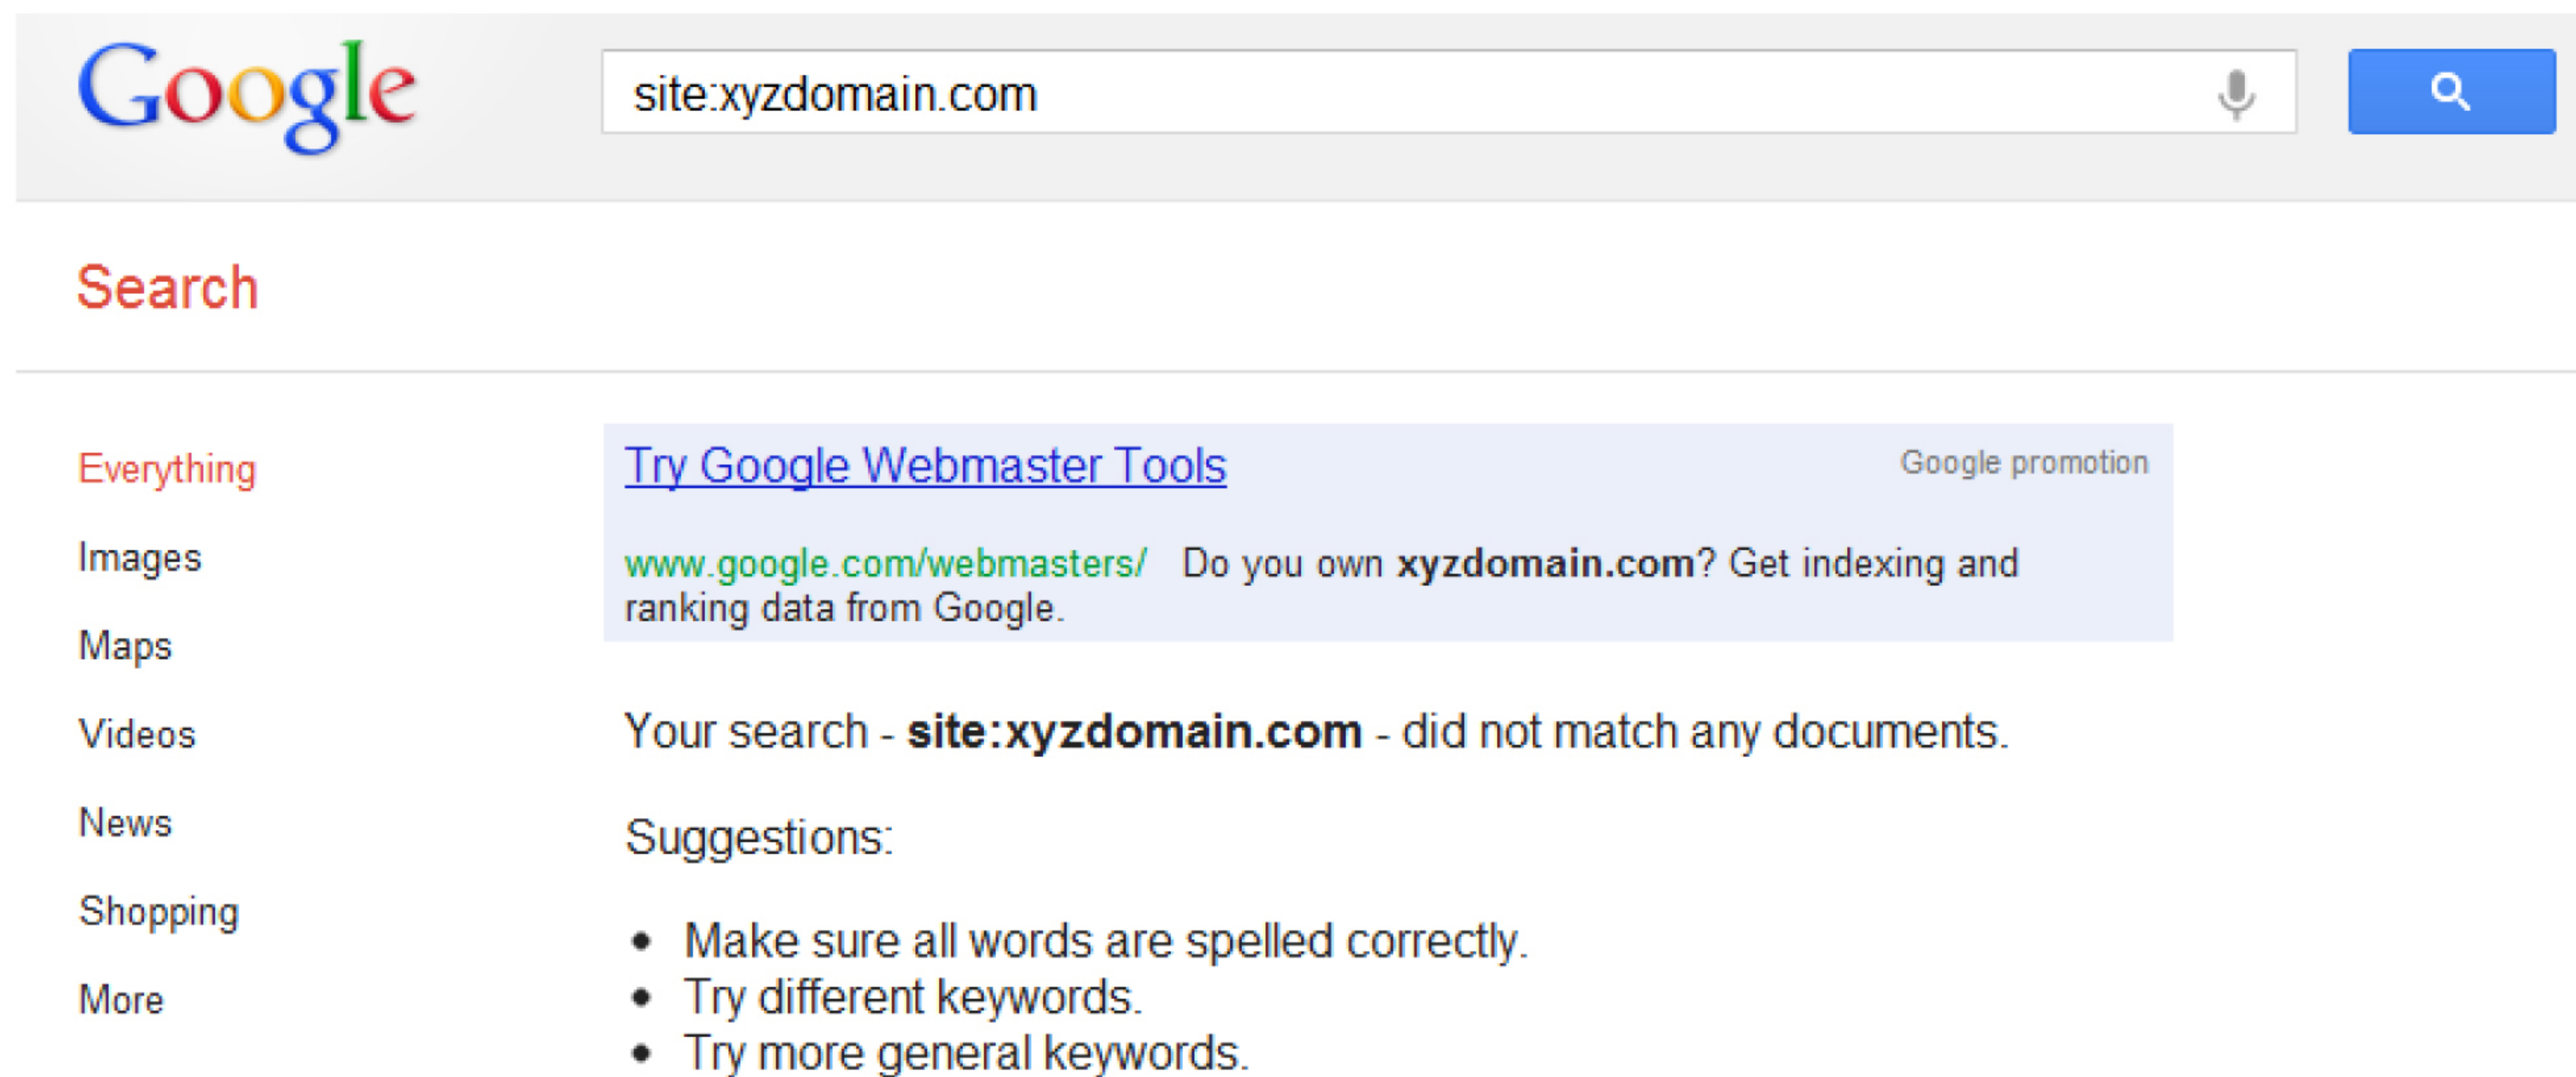 Google
site:xyzdomain.com
Search
Everything
Images
Maps
Videos
News
Shopping
More
Try Google Webmaster Tools
Google promotion
www.google.com/webmasters/ Do you own xyzdomain.com? Get indexing and
ranking data from Google.
Your search - site:xyzdomain.com - did not match any documents.
Suggestions:
• Make sure all words are spelled correctly.
• Try different keywords.
• Try more general keywords.